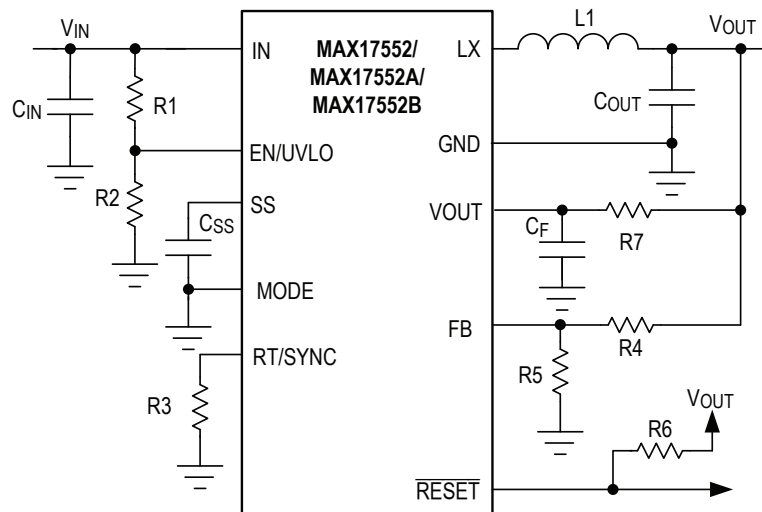 VIN
CIN
R1
R2
IN
EN/UVLO
SS
CSS
MODE
RT/SYNC
R3
MAX17552/
MAX17552A/
MAX17552B
LX
L1
VOUT
COUT
GND
VOUT
CF
R7
FB
R4
R5
VOUT
R6
RESET